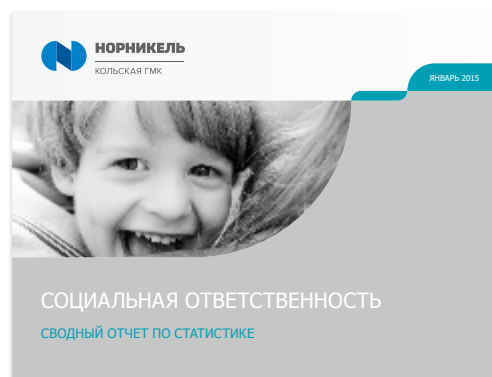 НОРНИКЕЛЬ
КОЛЬСКАЯ ГМК
ЯНВАРЬ 2015
СОЦИАЛЬНАЯ ОТВЕТСТВЕННОСТЬ
СВОДНЫЙ ОТЧЕТ ПО СТАТИСТИКЕ